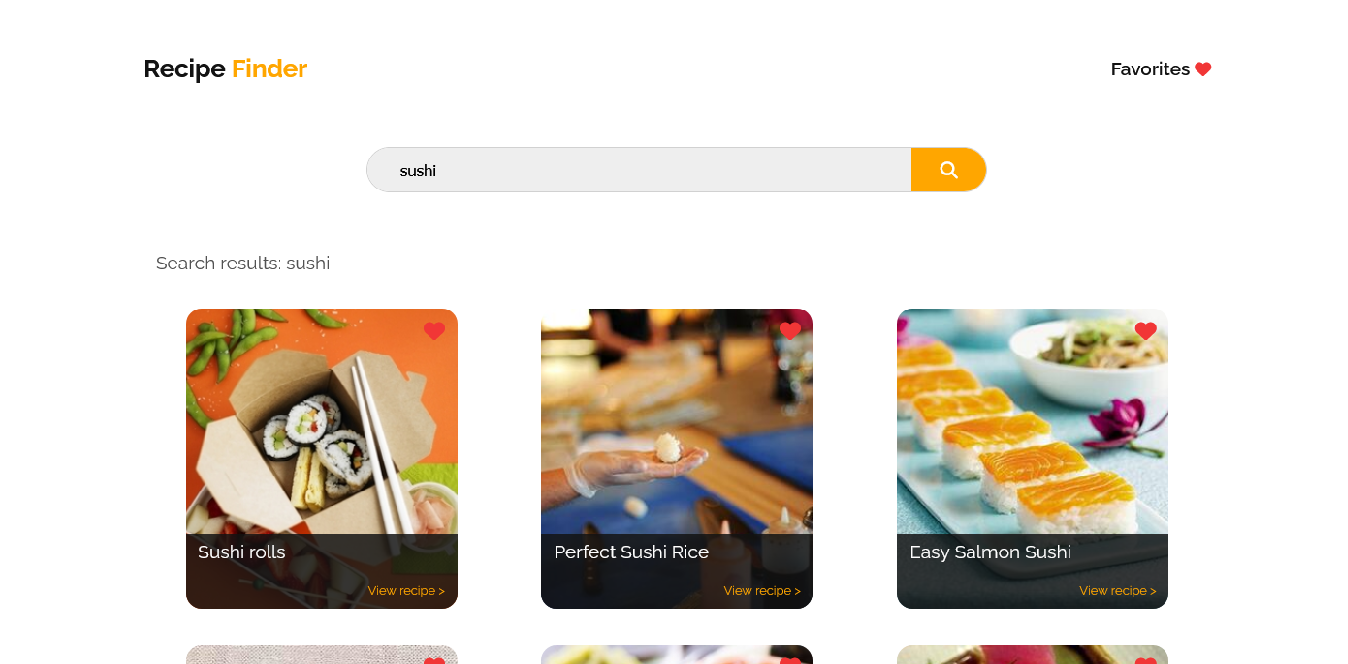 Recipe Finder
Favorites
sushi
Search results: sushi
Sushi rolls
View recipe >
Perfect Sushi Rice
View recipe >
Easy Salmon Sushi
View recipe >